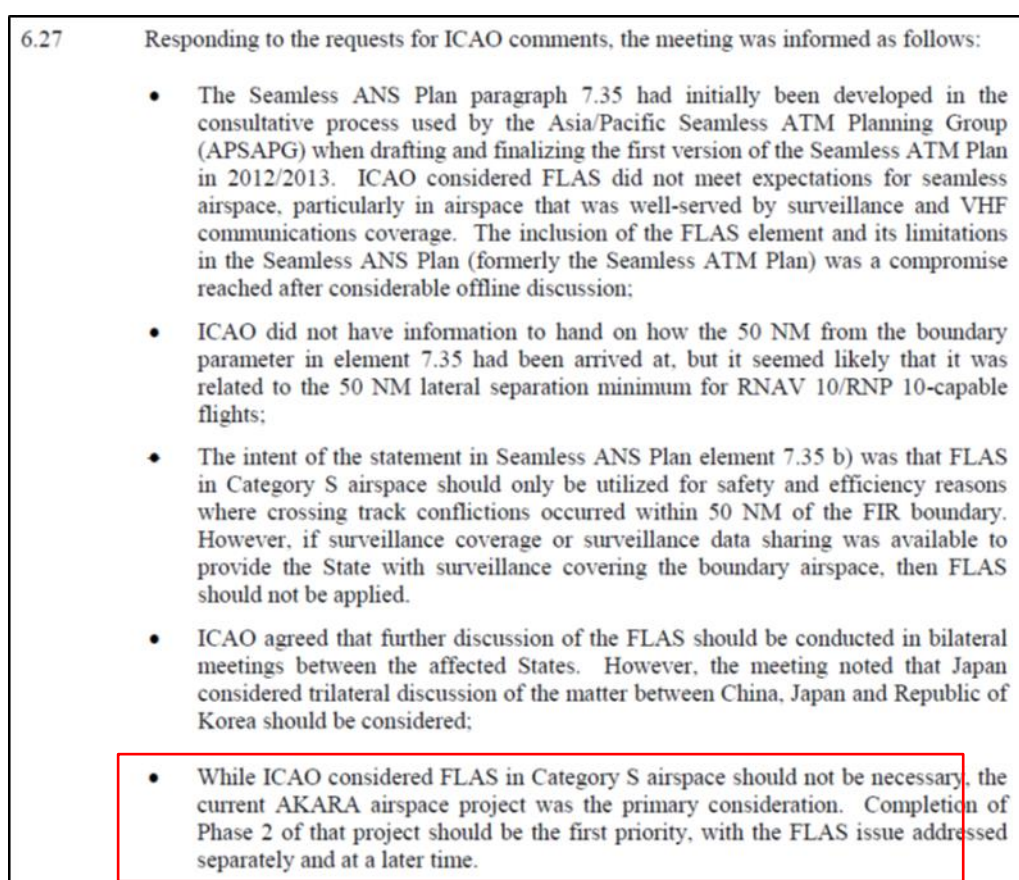 6.27 Responding to the requests for ICAO comments, the meeting was informed as follows:
• The Seamless ANS Plan paragraph 7.35 had initially been developed in the
consultative process used by the Asia/Pacific Seamless ATM Planning Group
(APSAPG) when drafting and finalizing the first version of the Seamless ATM Plan
in 2012/2013. ICAO considered FLAS did not meet expectations for seamless
airspace, particularly in airspace that was well-served by surveillance and VHF
communications coverage. The inclusion of the FLAS element and its limitations
in the Seamless ANS Plan (formerly the Seamless ATM Plan) was a compromise
reached after considerable offline discussion;
• ICAO did not have information to hand on how the 50 NM from the boundary
parameter in element 7.35 had been arrived at, but it seemed likely that it was
related to the 50 NM lateral separation minimum for RNAV 10/RNP 10-capable
flights;
• The intent of the statement in Seamless ANS Plan element 7.35 b) was that FLAS
in Category S airspace should only be utilized for safety and efficiency reasons
where crossing track conflictions occurred within 50 NM of the FIR boundary.
However, if surveillance coverage or surveillance data sharing was available to
provide the State with surveillance covering the boundary airspace, then FLAS
should not be applied.
• ICAO agreed that further discussion of the FLAS should be conducted in bilateral
meetings between the affected States. However, the meeting noted that Japan
considered trilateral discussion of the matter between China, Japan and Republic of
Korea should be considered;
• While ICAO considered FLAS in Category S airspace should not be necessary, the
current AKARA airspace project was the primary consideration. Completion of
Phase 2 of that project should be the first priority, with the FLAS issue addressed
separately and at a later time.